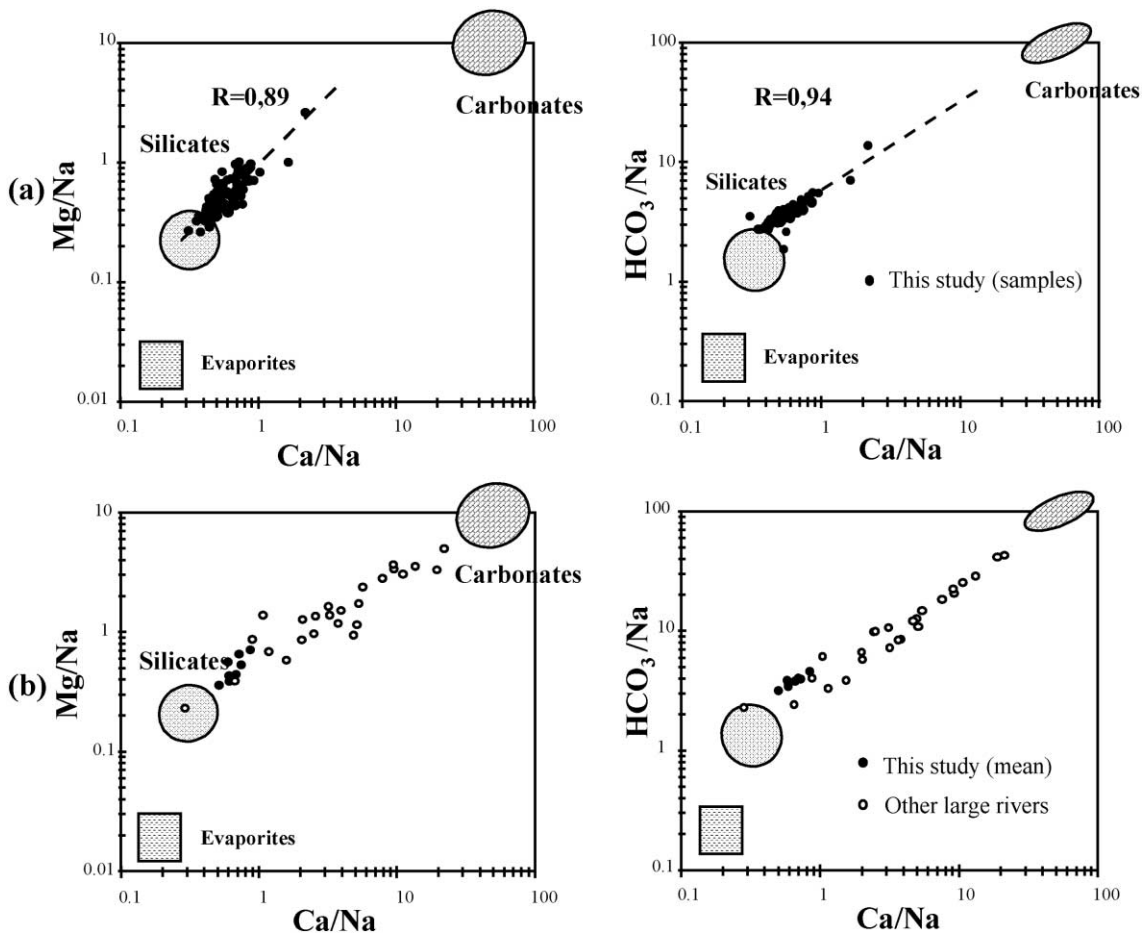 10
R=0,89
Carbonates
Silicates
1
(a)
Mg/Na
0.1
Evaporites
0.01
0.1
1
10
100
Ca/Na
100
R=0,94
Carbonates
10
Silicates
HCO3/Na
1
This study (samples)
Evaporites
0.1
0.1
1
10
100
Ca/Na
10
Carbonates
1
Silicates
(b)
Mg/Na
0.1
Evaporites
0.01
0.1
1
10
100
Ca/Na
100
10
HCO3/Na
1
This study (mean)
Other large rivers
0.1
0.1
1
10
100
Ca/Na